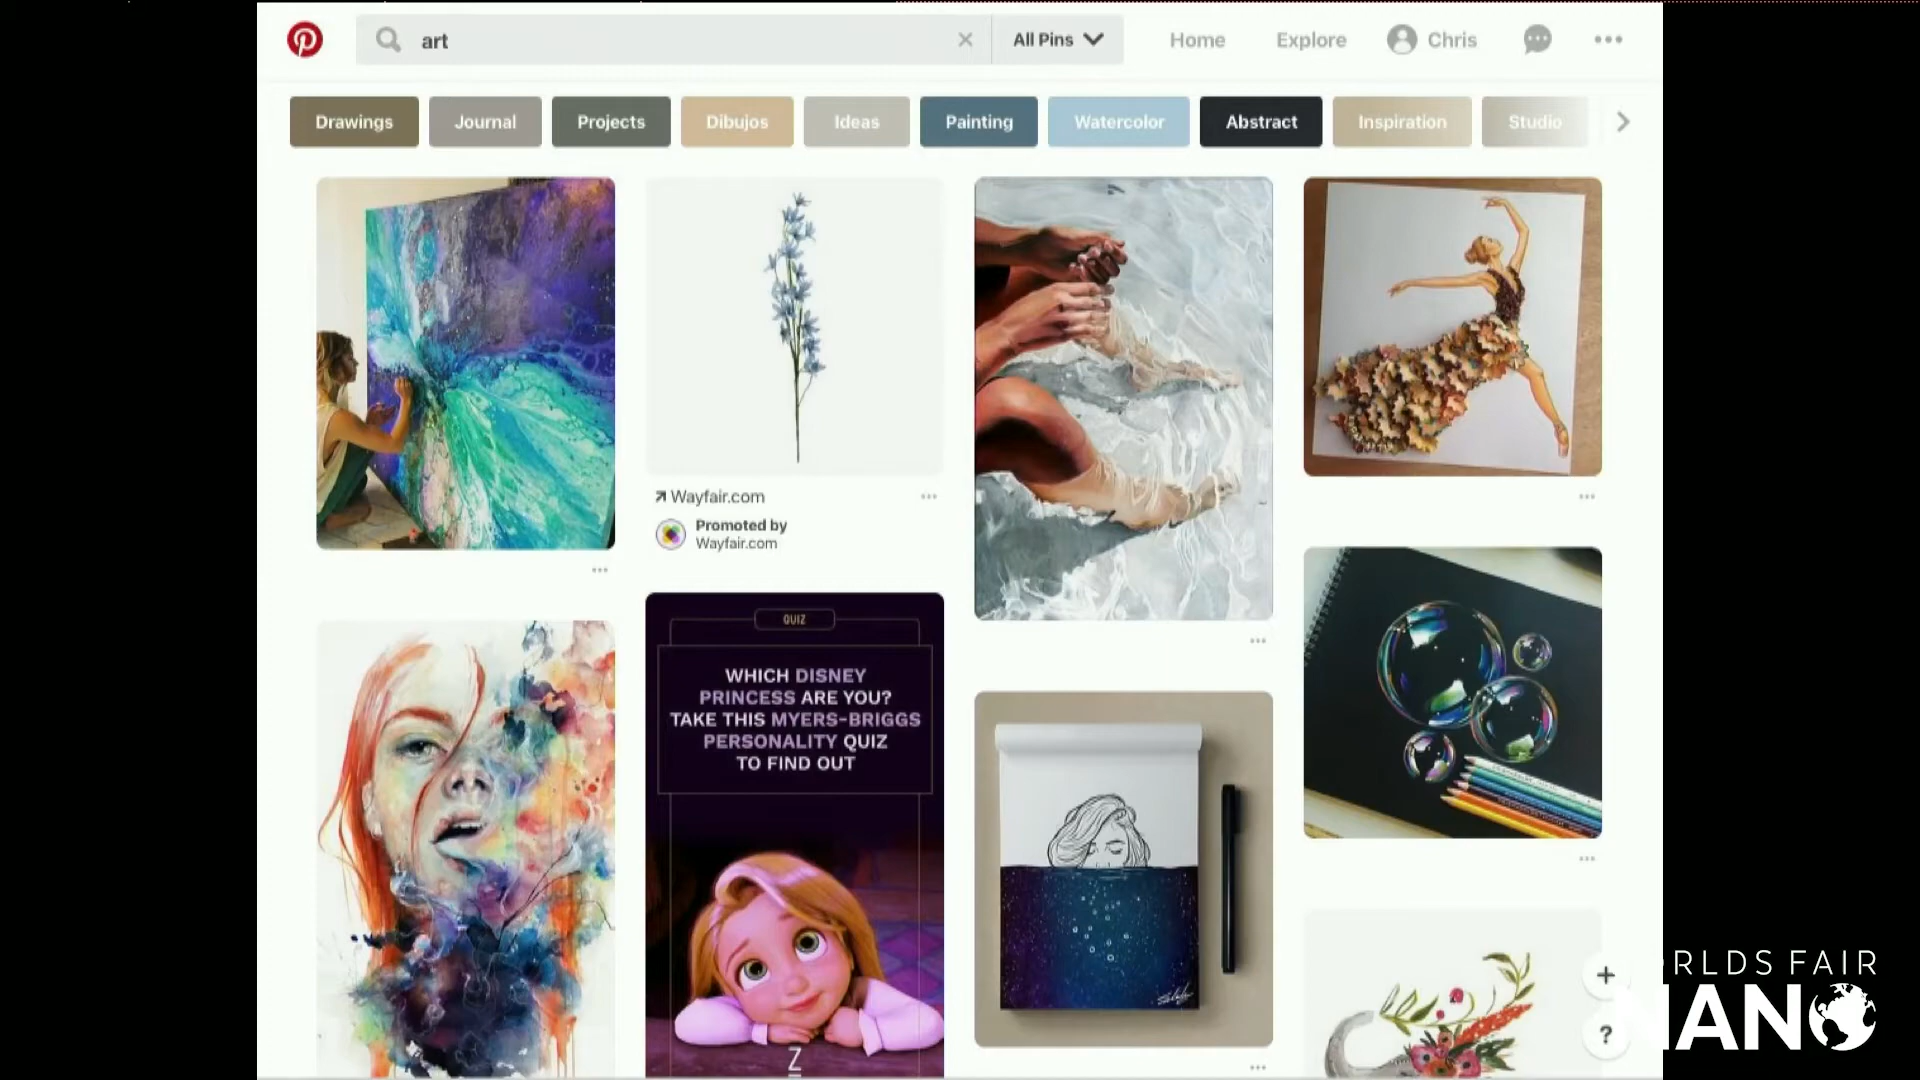 art
All Pins
Home
Explore
Chris
Drawings
Journal
Projects
Dibujos
Ideas
Painting
Watercolor
Abstract
Inspiration
Studio
Wayfair.com
Promoted by
Wayfair.com
QUIZ
WHICH DISNEY
PRINCESS ARE YOU?
TAKE THIS MYERS-BRIGGS
PERSONALITY QUIZ
TO FIND OUT
Z
+
?
RLDS FAIR
NANO